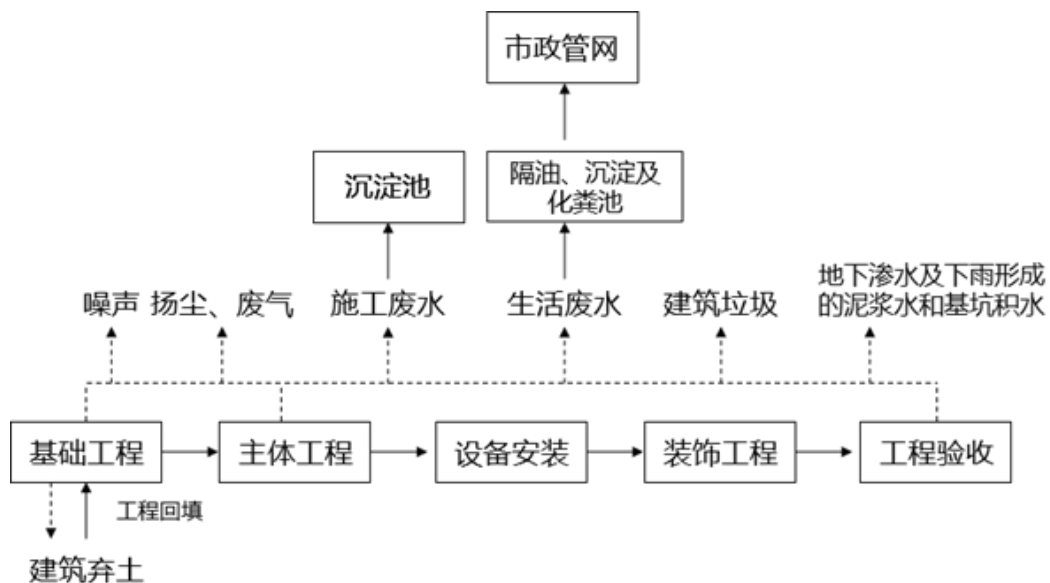 市政管网
沉淀池
隔油、沉淀及
化粪池
噪声
扬尘、废气
施工废水
生活废水
建筑垃圾
地下渗水及下雨形成
的泥浆水和基坑积水
基础工程
主体工程
设备安装
装饰工程
工程验收
工程回填
建筑弃土